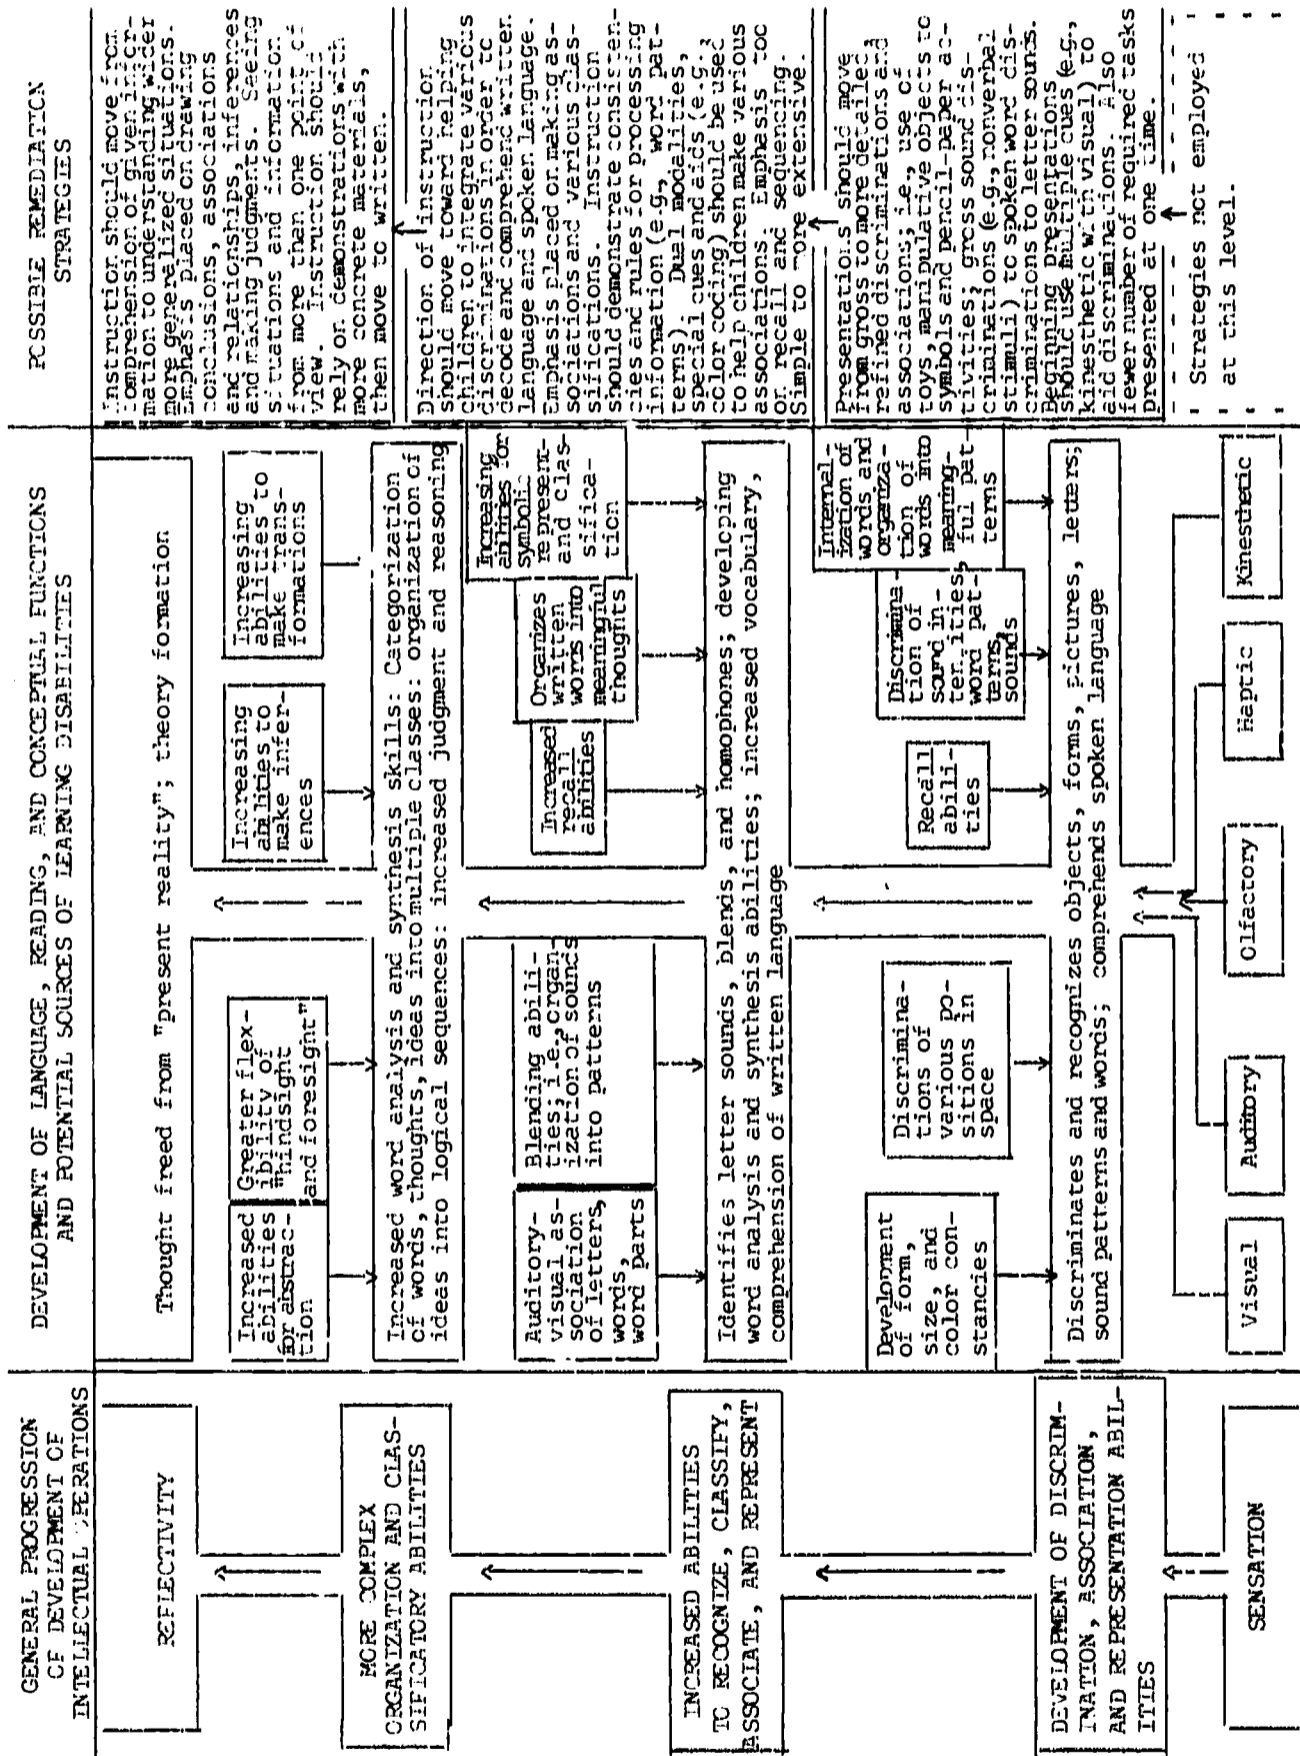 GENERAL PROGRESSION
OF DEVELOPMENT OF
INTELLECTUAL OPERATIONS
REFLECTIVITY
MORE COMPLEX
ORGANIZATION AND CLAS-
SIFICATORY ABILITIES
INCREASED ABILITIES
TO RECOGNIZE, CLASSIFY,
ASSOCIATE, AND REPRESENT
DEVELOPMENT OF DISCRIM-
INATION, ASSOCIATION,
AND REPRESENTATION ABIL-
ITIES
SENSATION
DEVELOPMENT OF LANGUAGE, READING, AND CONCEPTUAL FUNCTIONS
AND POTENTIAL SOURCES OF LEARNING DISABILITIES
Thought freed from "present reality"; theory formation
Increased
abilities
for abstrac-
tion
Greater flex-
ibility of
"hindsight
and foresight"
Increasing
abilities to
make infer-
ences
Increasing
abilities to
make trans-
formations
Increased word analysis and synthesis skills: Categorization
of words, thoughts, ideas into multiple classes: organization of
ideas into logical sequences: increased judgment and reasoning
Auditory-
visual as-
sociation
of letters,
words,
word parts
Blending abili-
ties; i.e., organ-
ization of sounds
into patterns
Increased
recall
abilities
Organizes
written
words into
meaningful
thoughts
Increasing
abilities for
symbolic
represent-
and clas-
sifica-
tion
Identifies letter sounds, blends, and homophones; developing
word analysis and synthesis abilities; increased vocabulary,
comprehension of written language
Development
of form,
size, and
color con-
stancies
Discrimina-
tions of
various po-
sitions in
space
Recall
abili-
ties
Discrimina-
tion of
sound in-
tensities,
word pat-
terns,
sounds
Internal-
ization of
words and
organiza-
tion of
words into
meaning-
ful pat-
terns
Discriminates and recognizes objects, forms, pictures, letters;
sound patterns and words; comprehends spoken language
Visual
Auditory
Olfactory
Haptic
Kinesthetic
POSSIBLE REMEDIATION
STRATEGIES
Instruction should move from
comprehension of given infor-
mation to understanding wider
more generalized situations.
Emphasis placed on drawing
conclusions, associations
and relationships, inferences
and making judgments. Seeing
situations and information
from more than one point of
view. Instruction should
rely on demonstrations with
more concrete materials,
then move to written.
Direction of instruction
should move toward helping
children to integrate various
discriminations in order to
decode and comprehend written
language and spoken language.
Emphasis placed on making as-
sociations and various clas-
sifications. Instruction
should demonstrate consisten-
cies and rules for processing
information (e.g., word pat-
terns). Dual modalities,
special cues and aids (e.g.,
color coding) should be used
to help children make various
associations. Emphasis too
on recall and sequencing.
Simple to more extensive.
Presentations should move
from gross to more detailed,
refined discriminations and
associations; i.e., use of
toys, manipulative objects to
symbols and pencil-paper ac-
tivities; gross sound dis-
criminations (e.g., nonverbal
stimuli) to spoken word dis-
criminations to letter sounds.
Beginning presentations
should use multiple cues (e.g.,
kinesthetic with visual) to
aid discriminations. Also
fewer number of required tasks
presented at one time.
Strategies not employed
at this level.